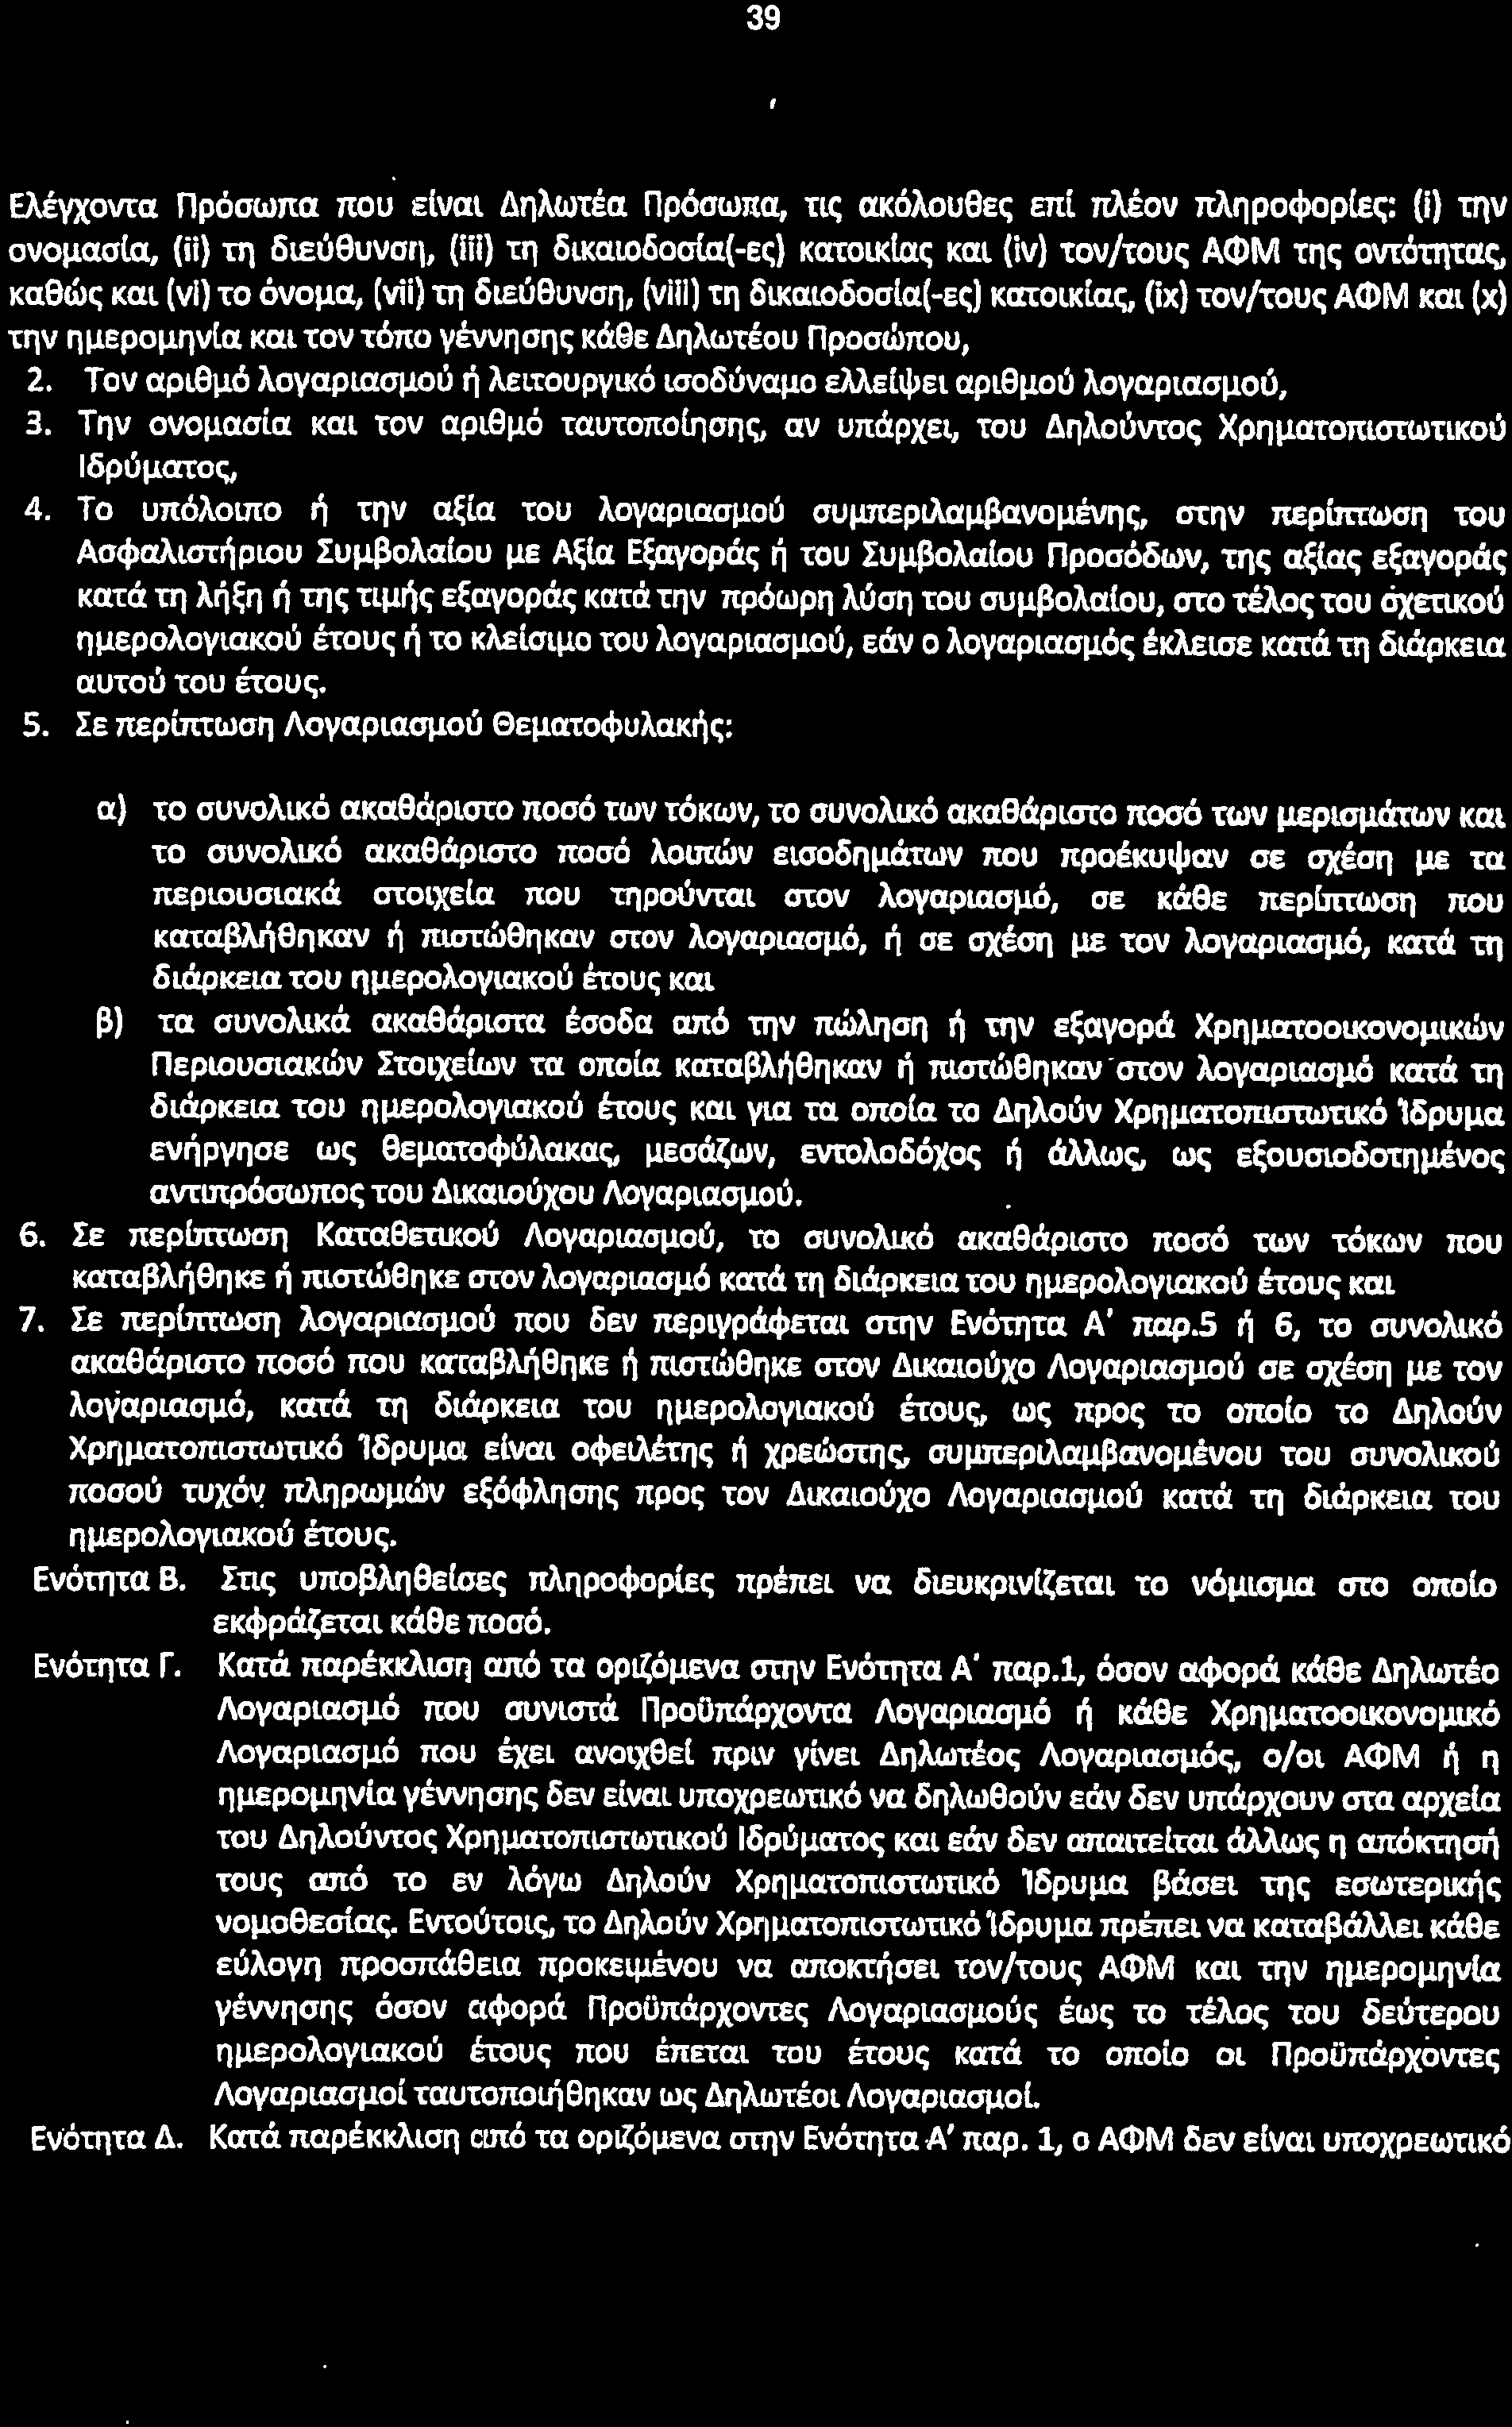 39
Ελέγχοντα Πρόσωπα που είναι Δηλωτέα Πρόσωπα, τις ακόλουθες επί πλέον πληροφορίες: (i) την
ονομασία, (ii) τη διεύθυνση, (iii) τη δικαιοδοσία(-ες) κατοικίας και (iv) τον/τους ΑΦΜ της οντότητας,
καθώς και (vi) το όνομα, (vii) τη διεύθυνση, (viii) τη δικαιοδοσία(-ες) κατοικίας, (ix) τον/τους ΑΦΜ και (x)
την ημερομηνία και τον τόπο γέννησης κάθε Δηλωτέου Προσώπου,
2. Τον αριθμό λογαριασμού ή λειτουργικό ισοδύναμο ελλείψει αριθμού λογαριασμού,
3. Την ονομασία και τον αριθμό ταυτοποίησης, αν υπάρχει, του Δηλούντος Χρηματοπιστωτικού
Ιδρύματος,
4. Το υπόλοιπο ή την αξία του λογαριασμού συμπεριλαμβανομένης, στην περίπτωση του
Ασφαλιστήριου Συμβολαίου με Αξία Εξαγοράς ή του Συμβολαίου Προσόδων, της αξίας εξαγοράς
κατά τη λήξη ή της τιμής εξαγοράς κατά την πρόωρη λύση του συμβολαίου, στο τέλος του σχετικού
ημερολογιακού έτους ή το κλείσιμο του λογαριασμού, εάν ο λογαριασμός έκλεισε κατά τη διάρκεια
αυτού του έτους.
5. Σε περίπτωση Λογαριασμού Θεματοφυλακής:
α) το συνολικό ακαθάριστο ποσό των τόκων, το συνολικό ακαθάριστο ποσό των μερισμάτων και
το συνολικό ακαθάριστο ποσό λοιπών εισοδημάτων που προέκυψαν σε σχέση με τα
περιουσιακά στοιχεία που τηρούνται στον λογαριασμό, σε κάθε περίπτωση που
καταβλήθηκαν ή πιστώθηκαν στον λογαριασμό, ή σε σχέση με τον λογαριασμό, κατά τη
διάρκεια του ημερολογιακού έτους και
β) τα συνολικά ακαθάριστα έσοδα από την πώληση ή την εξαγορά Χρηματοοικονομικών
Περιουσιακών Στοιχείων τα οποία καταβλήθηκαν ή πιστώθηκαν στον λογαριασμό κατά τη
διάρκεια του ημερολογιακού έτους και για τα οποία το Δηλούν Χρηματοπιστωτικό Ίδρυμα
ενήργησε ως θεματοφύλακας, μεσάζων, εντολοδόχος ή άλλως, ως εξουσιοδοτημένος
αντιπρόσωπος του Δικαιούχου Λογαριασμού.
6. Σε περίπτωση Καταθετικού Λογαριασμού, το συνολικό ακαθάριστο ποσό των τόκων που
καταβλήθηκε ή πιστώθηκε στον λογαριασμό κατά τη διάρκεια του ημερολογιακού έτους και
7. Σε περίπτωση λογαριασμού που δεν περιγράφεται στην Ενότητα Α' παρ.5 ή 6, το συνολικό
ακαθάριστο ποσό που καταβλήθηκε ή πιστώθηκε στον Δικαιούχο Λογαριασμού σε σχέση με τον
λογαριασμό, κατά τη διάρκεια του ημερολογιακού έτους, ως προς το οποίο το Δηλούν
Χρηματοπιστωτικό Ίδρυμα είναι οφειλέτης ή χρεώστης, συμπεριλαμβανομένου του συνολικού
ποσού τυχόν πληρωμών εξόφλησης προς τον Δικαιούχο Λογαριασμού κατά τη διάρκεια του
ημερολογιακού έτους.
Ενότητα Β. Στις υποβληθείσες πληροφορίες πρέπει να διευκρινίζεται το νόμισμα στο οποίο
εκφράζεται κάθε ποσό.
Ενότητα Γ. Κατά παρέκκλιση από τα οριζόμενα στην Ενότητα Α' παρ.1, όσον αφορά κάθε Δηλωτέο
Λογαριασμό που συνιστά Προϋπάρχοντα Λογαριασμό ή κάθε Χρηματοοικονομικό
Λογαριασμό που έχει ανοιχθεί πριν γίνει Δηλωτέος Λογαριασμός, ο/οι ΑΦΜ ή η
ημερομηνία γέννησης δεν είναι υποχρεωτικό να δηλωθούν εάν δεν υπάρχουν στα αρχεία
του Δηλούντος Χρηματοπιστωτικού Ιδρύματος και εάν δεν απαιτείται άλλως η απόκτησή
τους από το εν λόγω Δηλούν Χρηματοπιστωτικό Ίδρυμα βάσει της εσωτερικής
νομοθεσίας. Εντούτοις, το Δηλούν Χρηματοπιστωτικό Ίδρυμα πρέπει να καταβάλλει κάθε
εύλογη προσπάθεια προκειμένου να αποκτήσει τον/τους ΑΦΜ και την ημερομηνία
γέννησης όσον αφορά Προϋπάρχοντες Λογαριασμούς έως το τέλος του δεύτερου
ημερολογιακού έτους που έπεται του έτους κατά το οποίο οι Προϋπάρχοντες
Λογαριασμοί ταυτοποιήθηκαν ως Δηλωτέοι Λογαριασμοί.
Ενότητα Δ. Κατά παρέκκλιση από τα οριζόμενα στην Ενότητα Α' παρ. 1, ο ΑΦΜ δεν είναι υποχρεωτικό